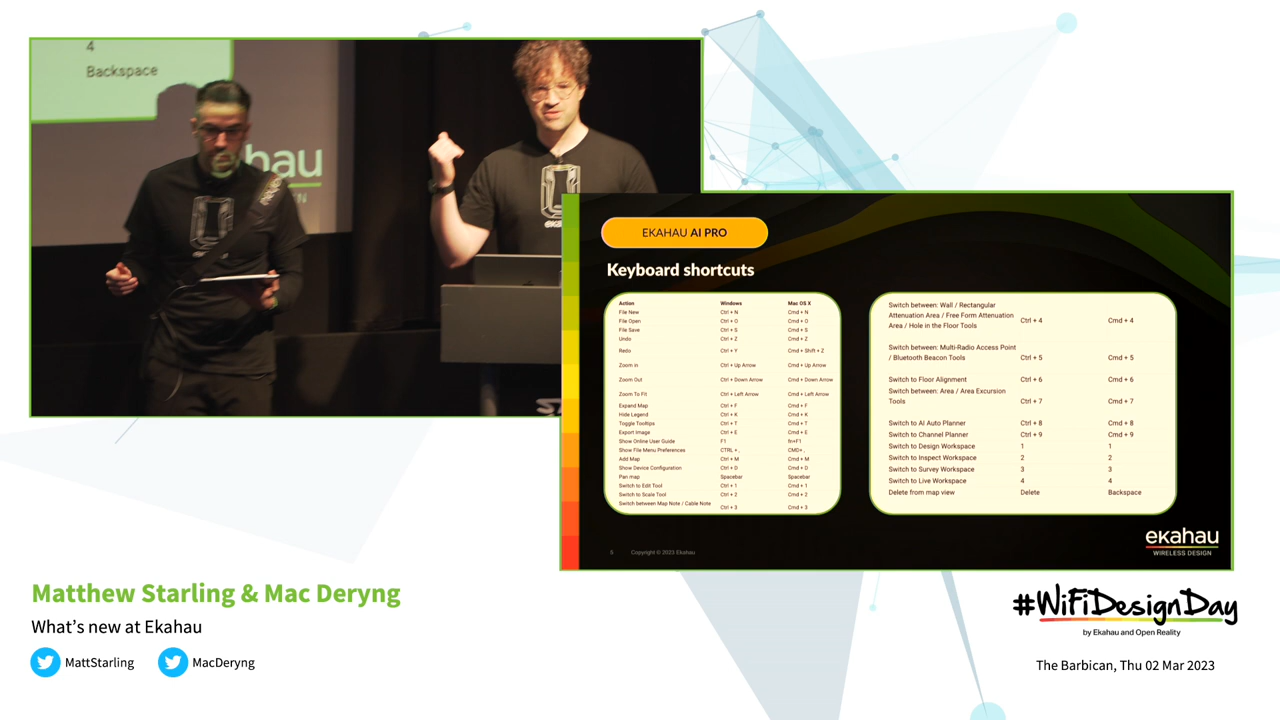 4
Backspace
hau
EKAHAU AI PRO
Keyboard shortcuts
Action Windows Mac OS X
File New Ctrl + N Cmd + N
File Open Ctrl + O Cmd + O
File Save Ctrl + S Cmd + S
Undo Ctrl + Z Cmd + Z
Redo Ctrl + Y Cmd + Shift + Z
Zoom in Ctrl + Up Arrow Cmd + Up Arrow
Zoom Out Ctrl + Down Arrow Cmd + Down Arrow
Zoom To Fit Ctrl + Left Arrow Cmd + Left Arrow
Expand Map Ctrl + F Cmd + F
Hide Legend Ctrl + K Cmd + K
Toggle Tooltips Ctrl + T Cmd + T
Export Image Ctrl + E Cmd + E
Show Online User Guide F1 fn+F1
Show File Menu Preferences CTRL + , CMD+ ,
Add Map Ctrl + M Cmd + M
Show Device Configuration Ctrl + D Cmd + D
Pan map Spacebar Spacebar
Switch to Edit Tool Ctrl + 1 Cmd + 1
Switch to Scale Tool Ctrl + 2 Cmd + 2
Switch between Map Note / Cable Note Ctrl + 3 Cmd + 3
Switch between: Wall / Rectangular
Attenuation Area / Free Form Attenuation
Area / Hole in the Floor Tools Ctrl + 4 Cmd + 4
Switch between: Multi-Radio Access Point
/ Bluetooth Beacon Tools Ctrl + 5 Cmd + 5
Switch to Floor Alignment Ctrl + 6 Cmd + 6
Switch between: Area / Area Excursion
Tools Ctrl + 7 Cmd + 7
Switch to AI Auto Planner Ctrl + 8 Cmd + 8
Switch to Channel Planner Ctrl + 9 Cmd + 9
Switch to Design Workspace 1 1
Switch to Inspect Workspace 2 2
Switch to Survey Workspace 3 3
Switch to Live Workspace 4 4
Delete from map view Delete Backspace
5 Copyright © 2023 Ekahau
ekahau
WIRELESS DESIGN
Matthew Starling & Mac Deryng
What's new at Ekahau
MattStarling MacDeryng
#WiFiDesignDay
by Ekahau and Open Reality
The Barbican, Thu 02 Mar 2023